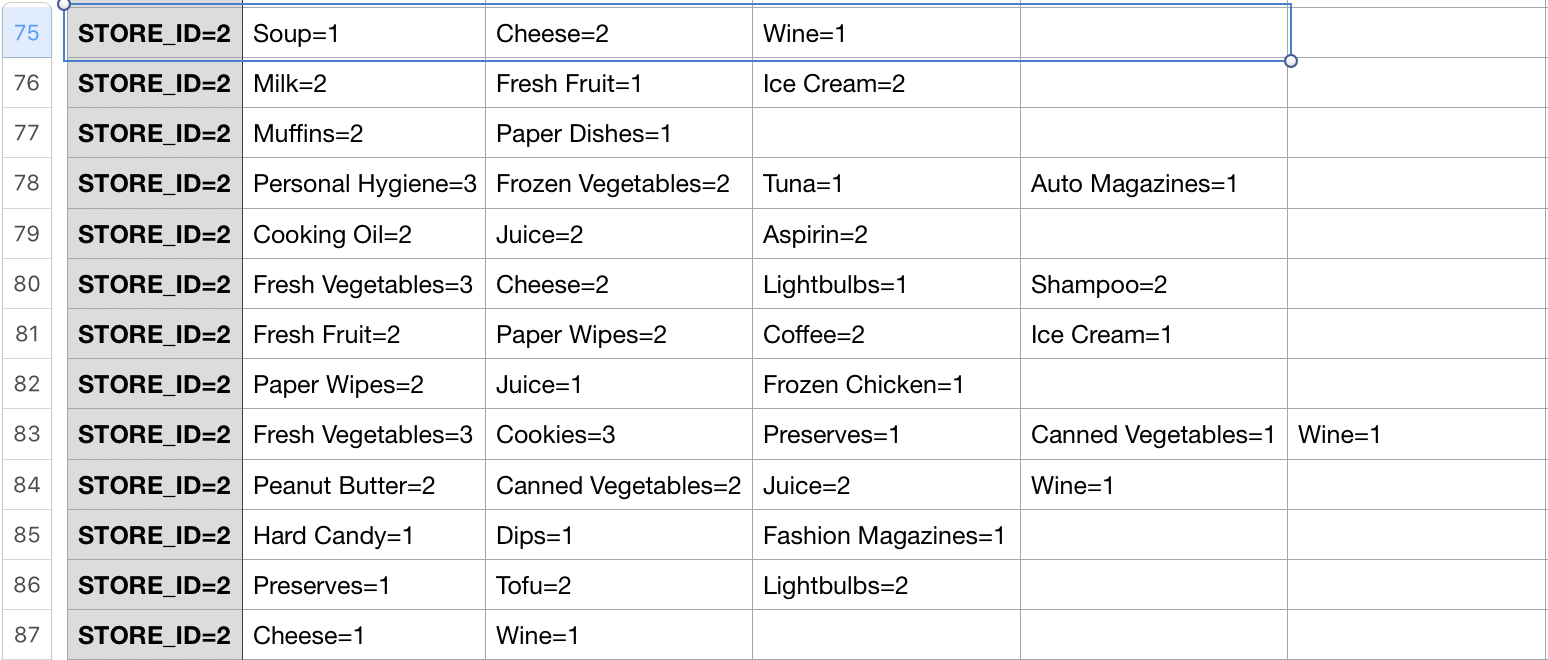 75 STORE_ID=2 Soup=1 Cheese=2 Wine=1
76 STORE_ID=2 Milk=2 Fresh Fruit=1 Ice Cream=2
77 STORE_ID=2 Muffins=2 Paper Dishes=1
78 STORE_ID=2 Personal Hygiene=3 Frozen Vegetables=2 Tuna=1 Auto Magazines=1
79 STORE_ID=2 Cooking Oil=2 Juice=2 Aspirin=2
80 STORE_ID=2 Fresh Vegetables=3 Cheese=2 Lightbulbs=1 Shampoo=2
81 STORE_ID=2 Fresh Fruit=2 Paper Wipes=2 Coffee=2 Ice Cream=1
82 STORE_ID=2 Paper Wipes=2 Juice=1 Frozen Chicken=1
83 STORE_ID=2 Fresh Vegetables=3 Cookies=3 Preserves=1 Canned Vegetables=1 Wine=1
84 STORE_ID=2 Peanut Butter=2 Canned Vegetables=2 Juice=2 Wine=1
85 STORE_ID=2 Hard Candy=1 Dips=1 Fashion Magazines=1
86 STORE_ID=2 Preserves=1 Tofu=2 Lightbulbs=2
87 STORE_ID=2 Cheese=1 Wine=1